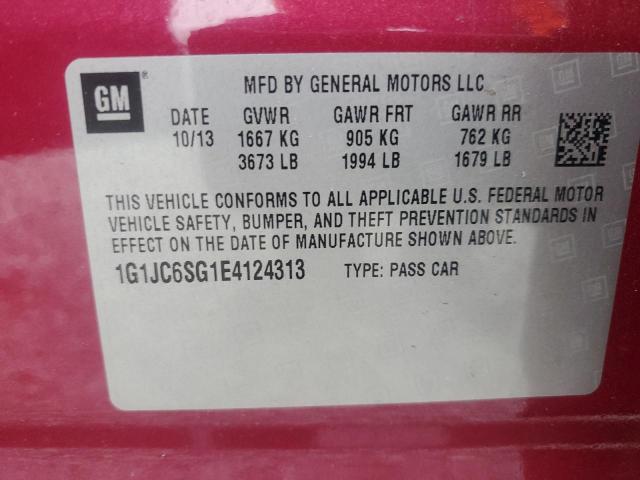 GM ® MFD BY GENERAL MOTORS LLC
DATE GVWR GAWR FRT GAWR RR
10/13 1667 KG 905 KG 762 KG
3673 LB 1994 LB 1679 LB
THIS VEHICLE CONFORMS TO ALL APPLICABLE U.S. FEDERAL MOTOR
VEHICLE SAFETY, BUMPER, AND THEFT PREVENTION STANDARDS IN
EFFECT ON THE DATE OF MANUFACTURE SHOWN ABOVE.
1G1JC6SG1E4124313 TYPE: PASS CAR